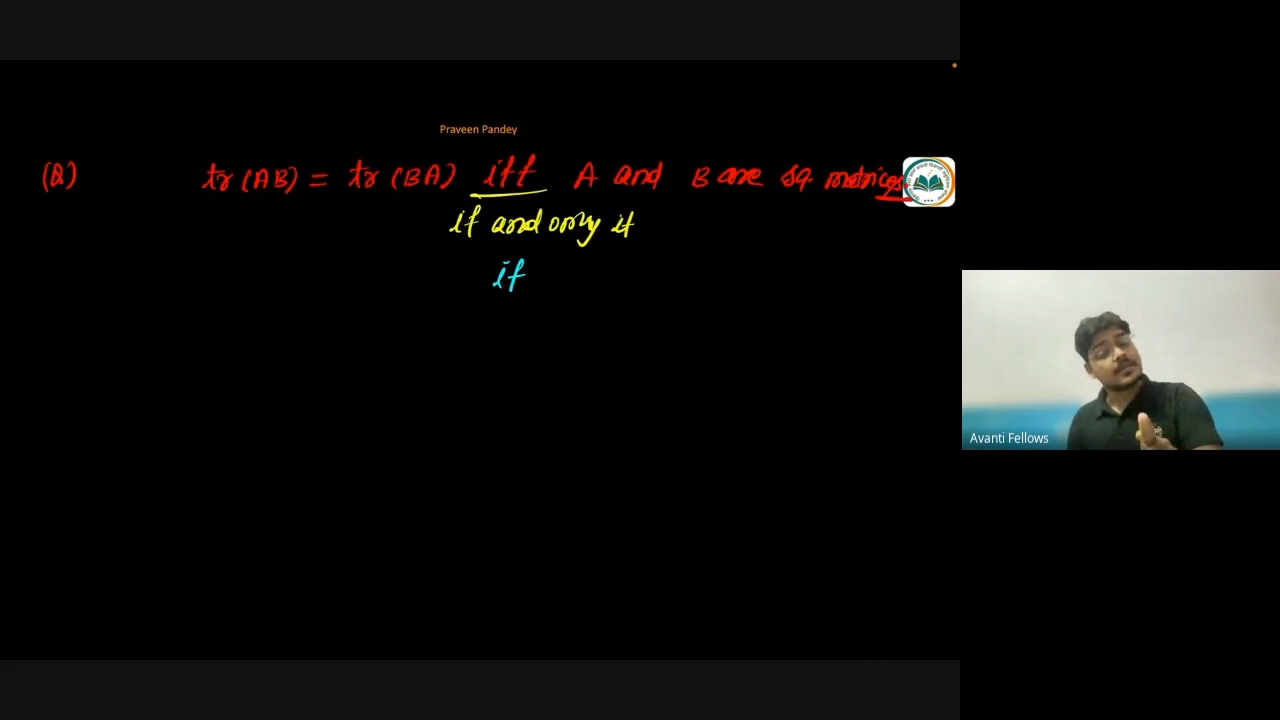 Praveen Pandey
(Q) tr (AB) = tr (BA) iff A and B are sq. matrices.
if and only if
if
Avanti Fellows